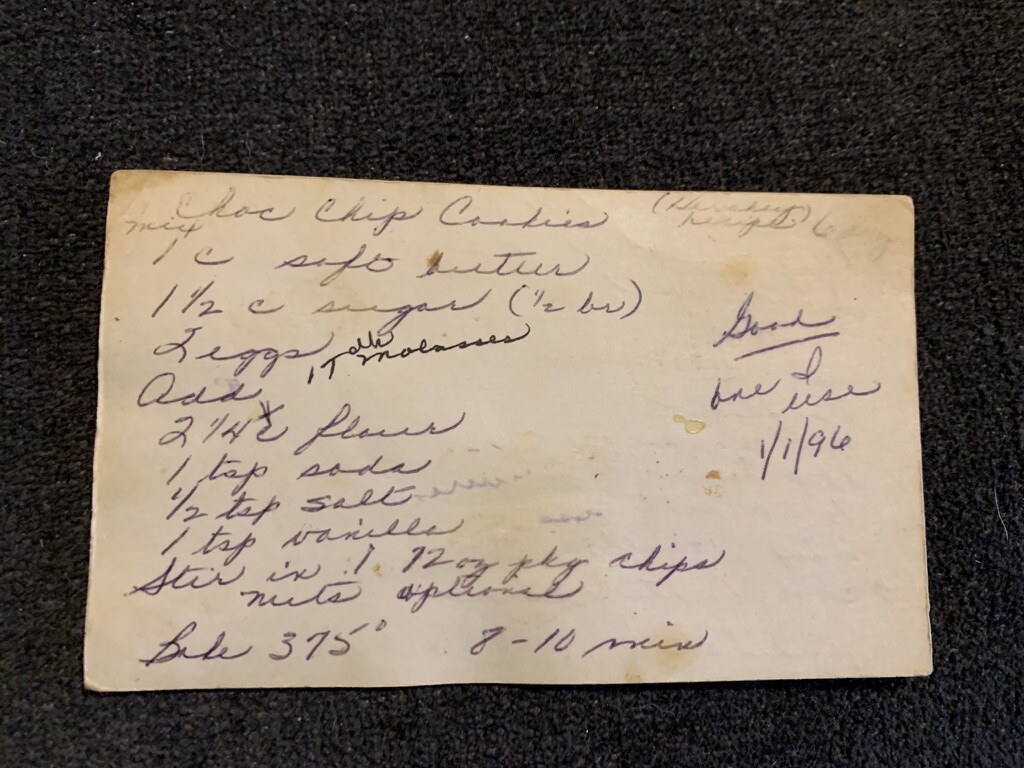 Choc Chip Cookies
(Hershey
mix
1 c soft butter
1 1/2 c sugar (1/2 br)
2 eggs
1 T dk molasses
Add
2 1/4 c flour
1 tsp soda
1/2 tsp salt
1 tsp vanilla
Stir in 1 12 oz pkg chips
nuts optional
Bake 375° 8-10 min
Good
one I
use
1/1/96